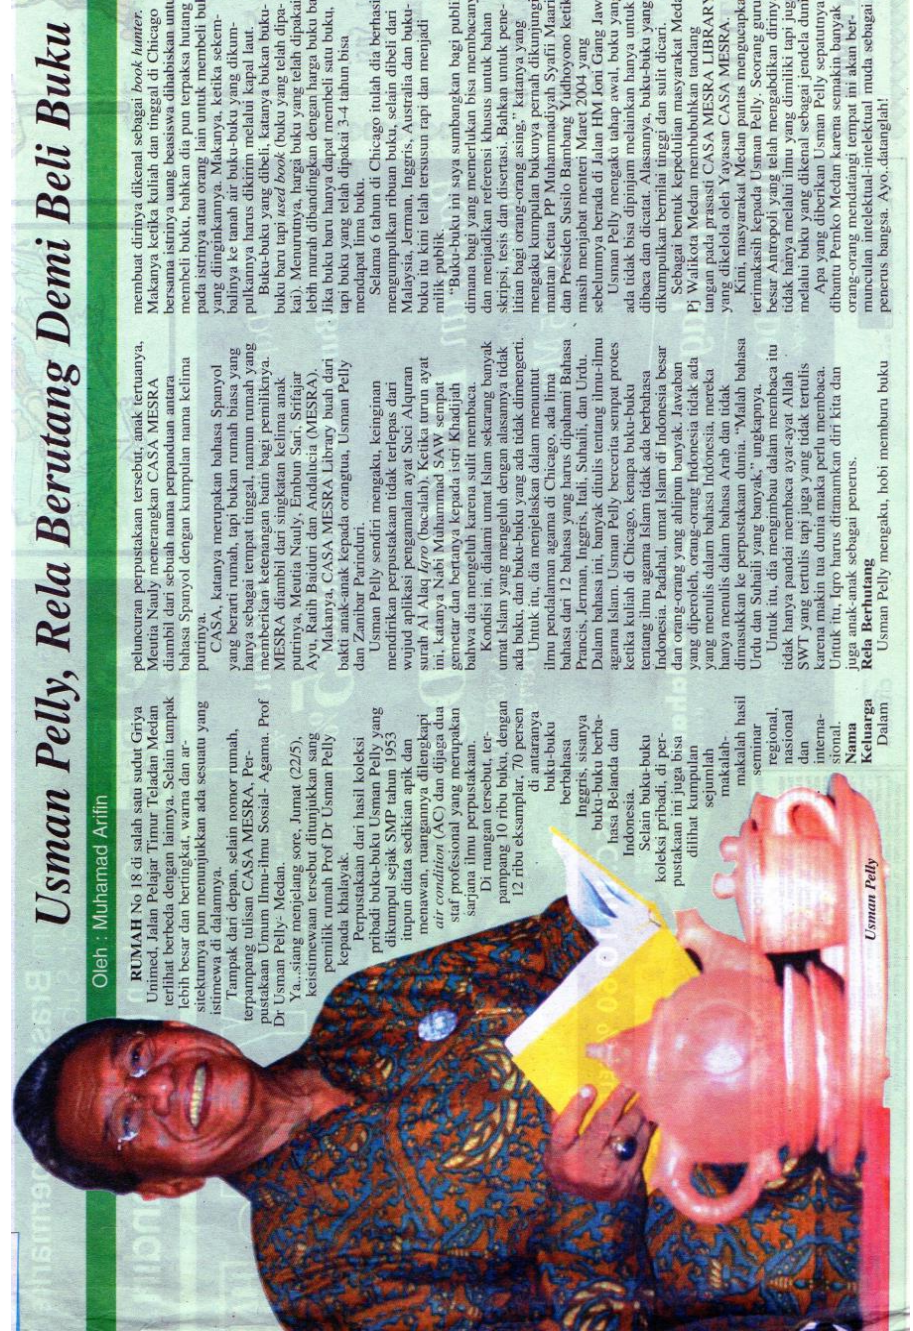 Usman Pelly, Rela Berutang Demi Beli Buku
Oleh : Muhamad Arifin
RUMAH No 18 di salah satu sudut Griya
Unimed, Jalan Pelajar Timur Teladan Medan
terlihat berbeda dengan lainnya. Selain tampak
lebih besar dan bertingkat, warna dan ar-
sitekturnya pun menunjukkan ada sesuatu yang
istimewa di dalamnya.
Tampak dari depan, selain nomor rumah,
terpampang tulisan CASA MESRA, Per-
pustakaan Umum Ilmu-ilmu Sosial- Agama. Prof
Dr Usman Pelly- Medan.
Ya...siang menjelang sore, Jumat (22/5),
keistimewaan tersebut ditunjukkan sang
pemilik rumah Prof Dr Usman Pelly
kepada khalayak.
Perpustakaan dari hasil koleksi
pribadi buku-buku Usman Pelly yang
dikumpul sejak SMP tahun 1953
itupun ditata sedikian apik dan
menawan, ruangannya dilengkapi
air condition (AC) dan dijaga dua
staf profesional yang merupakan
sarjana ilmu perpustakaan.
Di ruangan tersebut, ter-
pampang 10 ribu buku, dengan
12 ribu eksamplar, 70 persen
di antaranya
buku-buku
berbahasa
Inggris, sisanya
buku-buku berba-
hasa Belanda dan
Indonesia.
Selain buku-buku
koleksi pribadi, di per-
pustakaan ini juga bisa
dilihat kumpulan
sejumlah
makalah-
makalah hasil
seminar
regional,
nasional
dan
interna-
sional.
Nama
Keluarga
Dalam
peluncuran perpustakaan tersebut, anak tertuanya,
Meutia Nauly menerangkan CASA MESRA
diambil dari sebuah nama perpanduan antara
bahasa Spanyol dengan kumpulan nama kelima
putrinya.
CASA, katanya merupakan bahasa Spanyol
yang berarti rumah, tapi bukan rumah biasa yang
hanya sebagai tempat tinggal, namun rumah yang
memberikan ketenangan batin bagi pemiliknya.
MESRA diambil dari singkatan kelima anak
putrinya, Meutia Nauly, Embun Sari, Srifajar
Ayu, Ratih Baiduri dan Andalucia (MESRA).
Makanya, CASA MESRA Library buah dari
bakti anak-anak kepada orangtua, Usman Pelly
dan Zanibar Parinduri.
Usman Pelly sendiri mengaku, keinginan
mendirikan perpustakaan tidak terlepas dari
wujud aplikasi pengamalan ayat Suci Alquran
surah Al Alaq Iqro (bacalah). Ketika turun ayat
ini, katanya Nabi Muhammad SAW sempat
gemetar dan bertanya kepada istri Khadijah
bahwa dia mengeluh karena sulit membaca.
Kondisi ini, dialami umat Islam sekarang banyak
umat Islam yang mengeluh dengan alasannya tidak
ada buku, dan buku-buku yang ada tidak dimengerti.
Untuk itu, dia menjelaskan dalam menuntut
ilmu pendalaman agama di Chicago, ada lima
bahasa dari 12 bahasa yang harus dipahami Bahasa
Prancis, Jerman, Inggris, Itali, Suhaili, dan Urdu.
Dalam bahasa ini, banyak ditulis tentang ilmu-ilmu
agama Islam. Usman Pelly bercerita sempat protes
ketika kuliah di Chicago, kenapa buku-buku
tentang ilmu agama Islam tidak ada berbahasa
Indonesia. Padahal, umat Islam di Indonesia besar
dan orang-orang yang ahlipun banyak. Jawaban
yang diperoleh, orang-orang Indonesia tidak ada
yang menulis dalam bahasa Indonesia, mereka
hanya menulis dalam bahasa Arab dan tidak
dimasukkan ke perpustakaan dunia. "Malah bahasa
Urdu dan Suhaili yang banyak," ungkapnya.
Untuk itu, dia mengimbau dalam membaca itu
tidak hanya pandai membaca ayat-ayat Allah
SWT yang tertulis tapi juga yang tidak tertulis
karena makin tua dunia maka perlu membaca.
Untuk itu, Iqro harus ditamban diri kita dan
juga anak-anak sebagai penerus.
Rela Berhutang
Usman Pelly mengaku, hobi memburu buku
membuat dirinya dikenal sebagai book hunter.
Makanya ketika kuliah dan tinggal di Chicago
bersama istrinya uang beasiswa dihabiskan untu
membeli buku, bahkan dia pun terpaksa hutang
pada istrinya atau orang lain untuk membeli buk
yang diinginkannya. Makanya, ketika sekem-
balinya ke tanah air buku-buku yang dikum-
pulkannya harus dikirim melalui kapal laut.
Buku-buku yang dibeli, katanya bukan buku-
buku baru tapi used book (buku yang telah dipa-
kai). Menurutnya, harga buku yang telah dipakai
lebih murah dibandingkan dengan harga buku ba
Jika buku baru hanya dapat membel satu buku,
tapi buku yang telah dipakai 3-4 tahun bisa
mendapat lima buku.
Selama 6 tahun di Chicago itulah dia berhasi
mengumpulkan ribuan buku, selain dibeli dari
Malaysia, Jerman, Inggris, Australia dan buku-
buku itu kini telah tersusun rapi dan menjadi
milik publik.
"Buku-buku ini saya sumbangkan bagi publi
dimana bagi yang memerlukan bisa membacany
dan menjadikan referensi khusus untuk bahan
skripsi, tesis dan disertasi. Bahkan untuk pene-
litian bagi orang-orang asing," katanya yang
mengaku kumpulan bukunya pernah dikunjungi
mantan Ketua PP Muhammadiyah Syafii Maari
dan Presiden Susilo Bambang Yudhoyono ketik
masih menjabat menteri Maret 2004 yang
sebelumnya berada di Jalan HM Joni Gang Jaw
Usman Pelly mengaku tahap awal, buku yang
ada tidak bisa dipinjam melainkan hanya untuk
dibaca dan dicatat. Alasannya, buku-buku yang
dikumpulkan bernilai tinggi dan sulit dicari.
Sebagai bentuk kepedulian masyarakat Meda
Pj Walikota Medan membubuhkan tandang
tangan pada prasasti CASA MESRA LIBRARY
yang dikelola oleh Yayasan CASA MESRA.
Kini, masyarakat Medan pantas mengucapka
terimakasih kepada Usman Pelly. Seorang guru
besar Antropoli yang telah mengabdikan diriny
tidak hanya melalui ilmu yang dimiliki tapi jug
melalui buku yang dikenal sebagai jendela duni
Apa yang diberikan Usman Pelly sepatutnya
dibantu Pemko Medan karena semakin banyak
orang-orang mendatangi tempat ini akan ber-
munculan intelektual-intelektual muda sebagai
penerus bangsa. Ayo, datanglah!
Usman Pelly